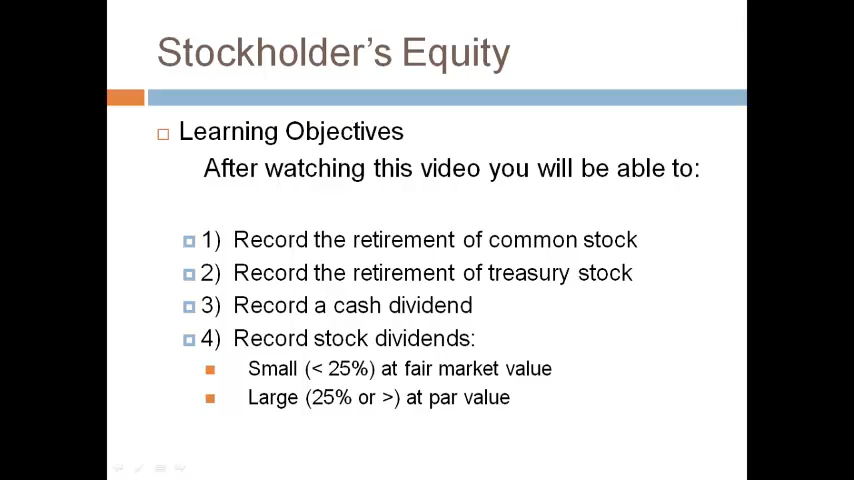 Stockholder's Equity
Learning Objectives
After watching this video you will be able to:
1) Record the retirement of common stock
2) Record the retirement of treasury stock
3) Record a cash dividend
4) Record stock dividends:
Small (< 25%) at fair market value
Large (25% or >) at par value